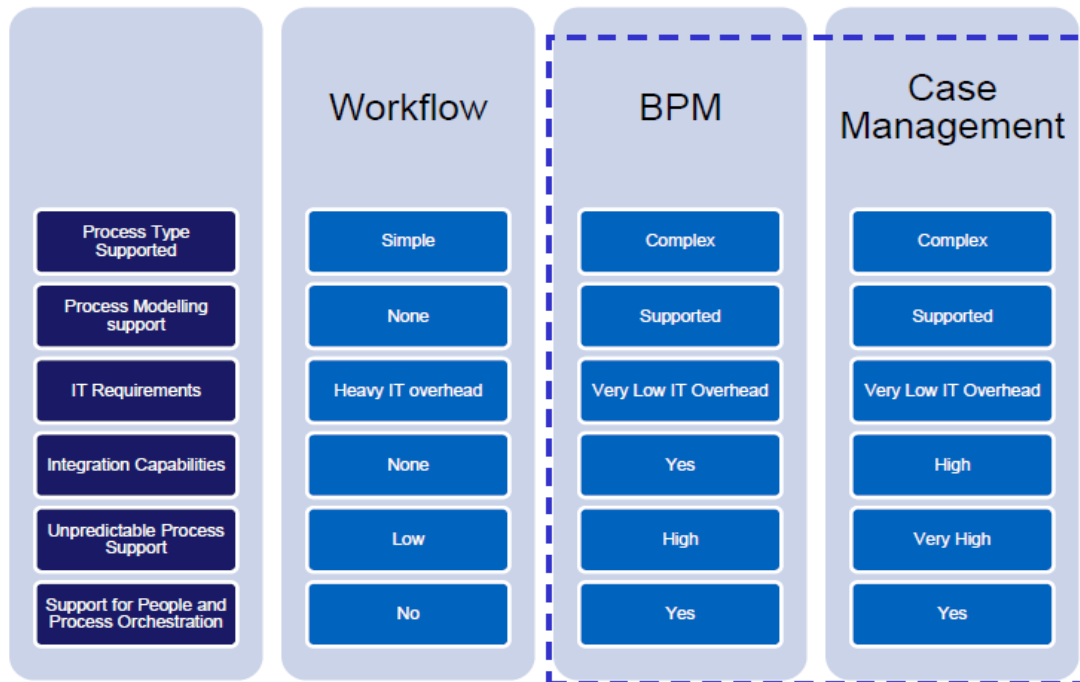 Workflow
BPM
Case
Management
Process Type
Supported
Simple
Complex
Complex
Process Modelling
support
None
Supported
Supported
IT Requirements
Heavy IT overhead
Very Low IT Overhead
Very Low IT Overhead
Integration Capabilities
None
Yes
High
Unpredictable Process
Support
Low
High
Very High
Support for People and
Process Orchestration
No
Yes
Yes